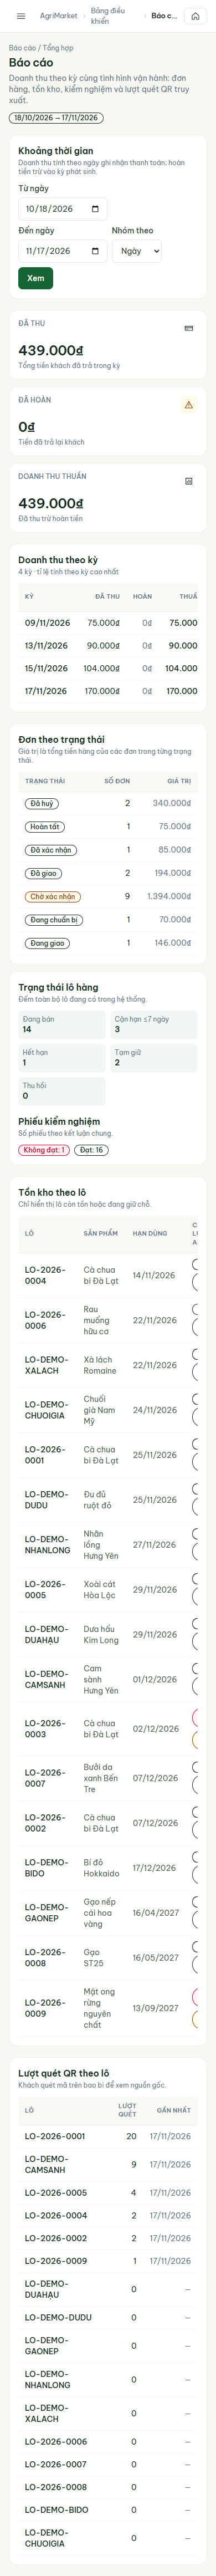 AgriMarket › Bảng điều khiển › Báo c...
Báo cáo / Tổng hợp
Báo cáo
Doanh thu theo kỳ cùng tình hình vận hành: đơn
hàng, tồn kho, kiểm nghiệm và lượt quét QR truy
xuất.
18/10/2026 → 17/11/2026
Khoảng thời gian
Doanh thu tính theo ngày ghi nhận thanh toán; hoàn
tiền trừ vào kỳ phát sinh.
Từ ngày
10/18/2026
Đến ngày Nhóm theo
11/17/2026 Ngày
Xem
ĐÃ THU
439.000₫
Tổng tiền khách đã trả trong kỳ
ĐÃ HOÀN
0₫
Tiền đã trả lại khách
DOANH THU THUẦN
439.000₫
Đã thu trừ hoàn tiền
Doanh thu theo kỳ
4 kỳ · tỉ lệ tính theo kỳ cao nhất
KỲ ĐÃ THU HOÀN THUẦ
09/11/2026 75.000₫ 0₫ 75.000
13/11/2026 90.000₫ 0₫ 90.000
15/11/2026 104.000₫ 0₫ 104.000
17/11/2026 170.000₫ 0₫ 170.000
Đơn theo trạng thái
Giá trị là tổng tiền hàng của các đơn trong từng trạng
thái.
TRẠNG THÁI SỐ ĐƠN GIÁ TRỊ
Đã huỷ 2 340.000₫
Hoàn tất 1 75.000₫
Đã xác nhận 1 85.000₫
Đã giao 2 194.000₫
Chờ xác nhận 9 1.394.000₫
Đang chuẩn bị 1 70.000₫
Đang giao 1 146.000₫
Trạng thái lô hàng
Đếm toàn bộ lô đang có trong hệ thống.
Đang bán Cận hạn ≤7 ngày
14 3
Hết hạn Tạm giữ
1 2
Thu hồi
0
Phiếu kiểm nghiệm
Số phiếu theo kết luận chung.
Không đạt: 1 Đạt: 16
Tồn kho theo lô
Chỉ hiển thị lô còn tồn hoặc đang giữ chỗ.
LÔ SẢN PHẨM HẠN DÙNG
LO-2026-0004 Cà chua bi Đà Lạt 14/11/2026
LO-2026-0006 Rau muống hữu cơ 22/11/2026
LO-DEMO-XALACH Xà lách Romaine 22/11/2026
LO-DEMO-CHUOIGIA Chuối già Nam Mỹ 24/11/2026
LO-2026-0001 Cà chua bi Đà Lạt 25/11/2026
LO-DEMO-DUDU Đu đủ ruột đỏ 25/11/2026
LO-DEMO-NHANLONG Nhãn lồng Hưng Yên 27/11/2026
LO-2026-0005 Xoài cát Hòa Lộc 29/11/2026
LO-DEMO-DUAHAU Dưa hấu Kim Long 29/11/2026
LO-DEMO-CAMSANH Cam sành Hưng Yên 01/12/2026
LO-2026-0003 Cà chua bi Đà Lạt 02/12/2026
LO-2026-0007 Bưởi da xanh Bến Tre 07/12/2026
LO-2026-0002 Cà chua bi Đà Lạt 07/12/2026
LO-DEMO-BIDO Bí đỏ Hokkaido 17/12/2026
LO-DEMO-GAONEP Gạo nếp cái hoa vàng 16/04/2027
LO-2026-0008 Gạo ST25 16/05/2027
LO-2026-0009 Mật ong rừng nguyên chất 13/09/2027
Lượt quét QR theo lô
Khách quét mã trên bao bì để xem nguồn gốc.
LÔ LƯỢT QUÉT GẦN NHẤT
LO-2026-0001 20 17/11/2026
LO-DEMO-CAMSANH 9 17/11/2026
LO-2026-0005 4 17/11/2026
LO-2026-0004 2 17/11/2026
LO-2026-0002 2 17/11/2026
LO-2026-0009 1 17/11/2026
LO-DEMO-DUAHAU 0 —
LO-DEMO-DUDU 0 —
LO-DEMO-GAONEP 0 —
LO-DEMO-NHANLONG 0 —
LO-DEMO-XALACH 0 —
LO-2026-0006 0 —
LO-2026-0007 0 —
LO-2026-0008 0 —
LO-DEMO-BIDO 0 —
LO-DEMO-CHUOIGIA 0 —